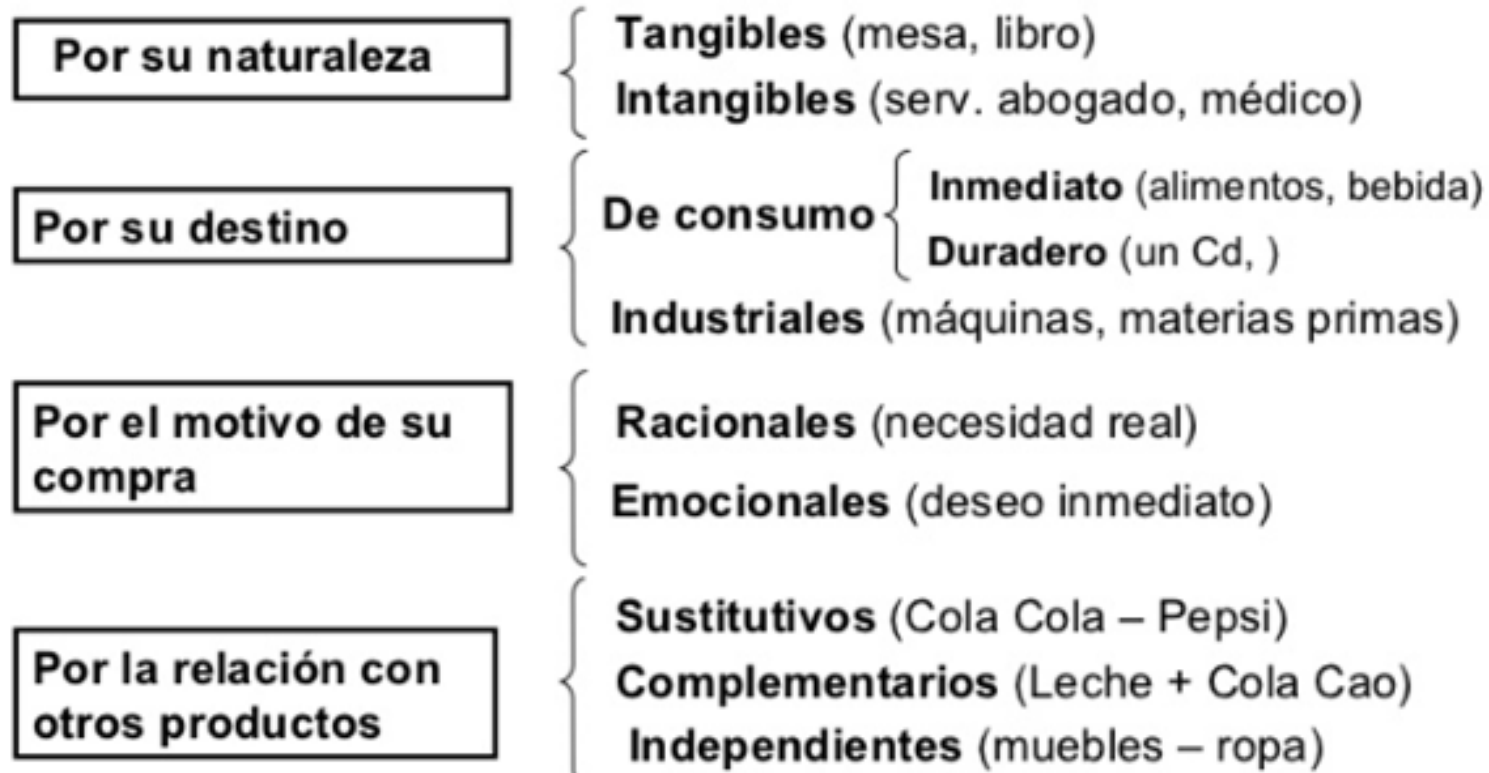 Por su naturaleza
Tangibles (mesa, libro)
Intangibles (serv. abogado, médico)
Por su destino
De consumo
Inmediato (alimentos, bebida)
Duradero (un Cd, )
Industriales (máquinas, materias primas)
Por el motivo de su
compra
Racionales (necesidad real)
Emocionales (deseo inmediato)
Por la relación con
otros productos
Sustitutivos (Cola Cola – Pepsi)
Complementarios (Leche + Cola Cao)
Independientes (muebles – ropa)